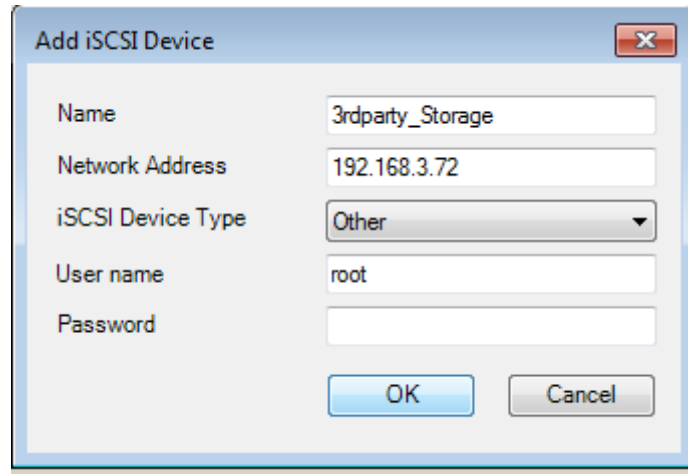 Add iSCSI Device
Name 3rdparty_Storage
Network Address 192.168.3.72
iSCSI Device Type Other
User name root
Password
OK Cancel